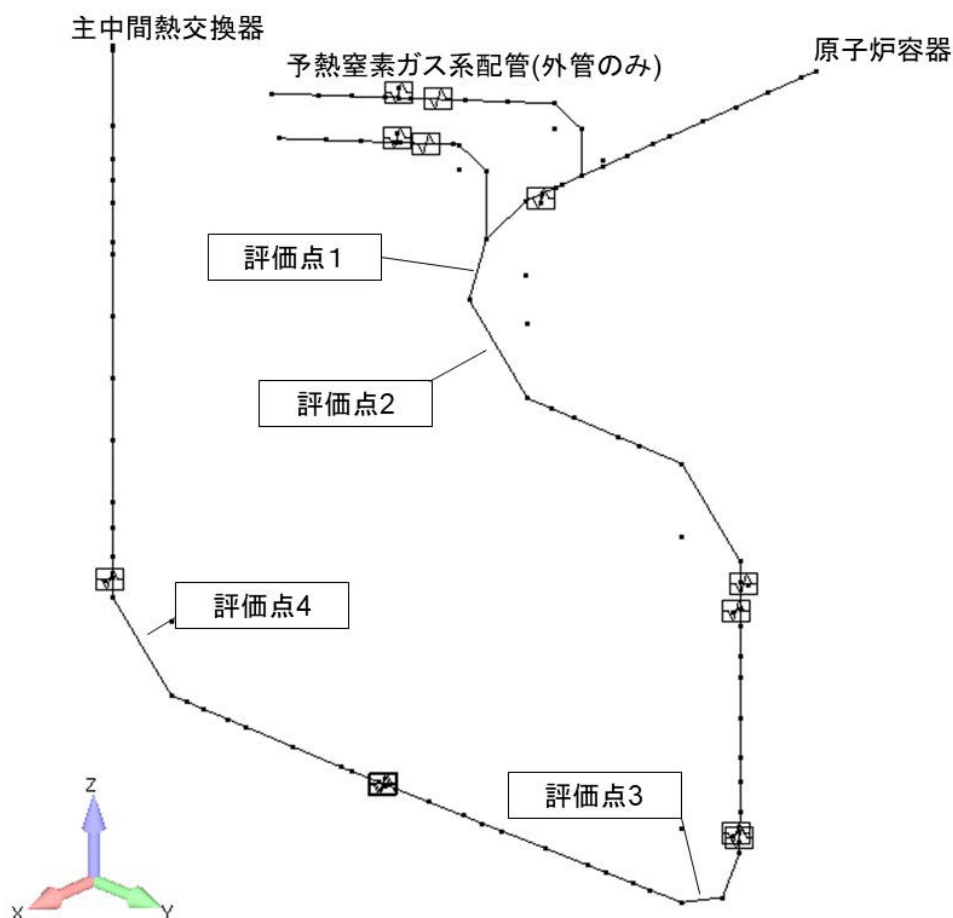 主中間熱交換器
予熱窒素ガス系配管(外管のみ)
原子炉容器
評価点1
評価点2
評価点4
評価点3
Z
X
Y